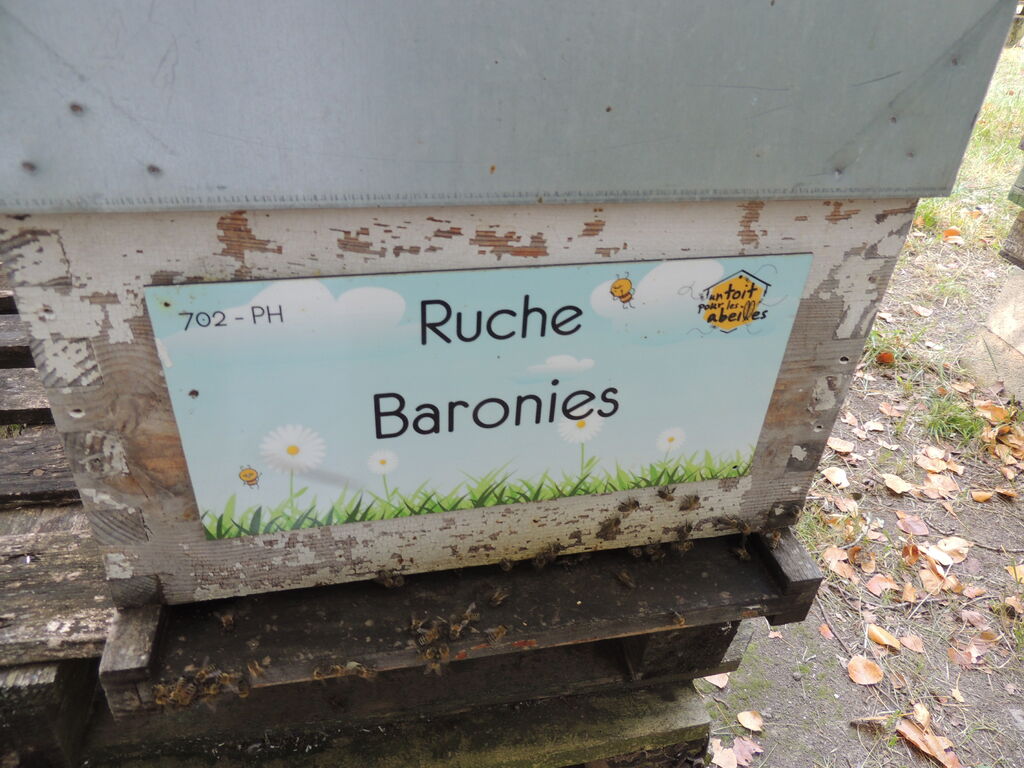 702 - PH
Ruche
Baronies
un toit
pour les
abeilles